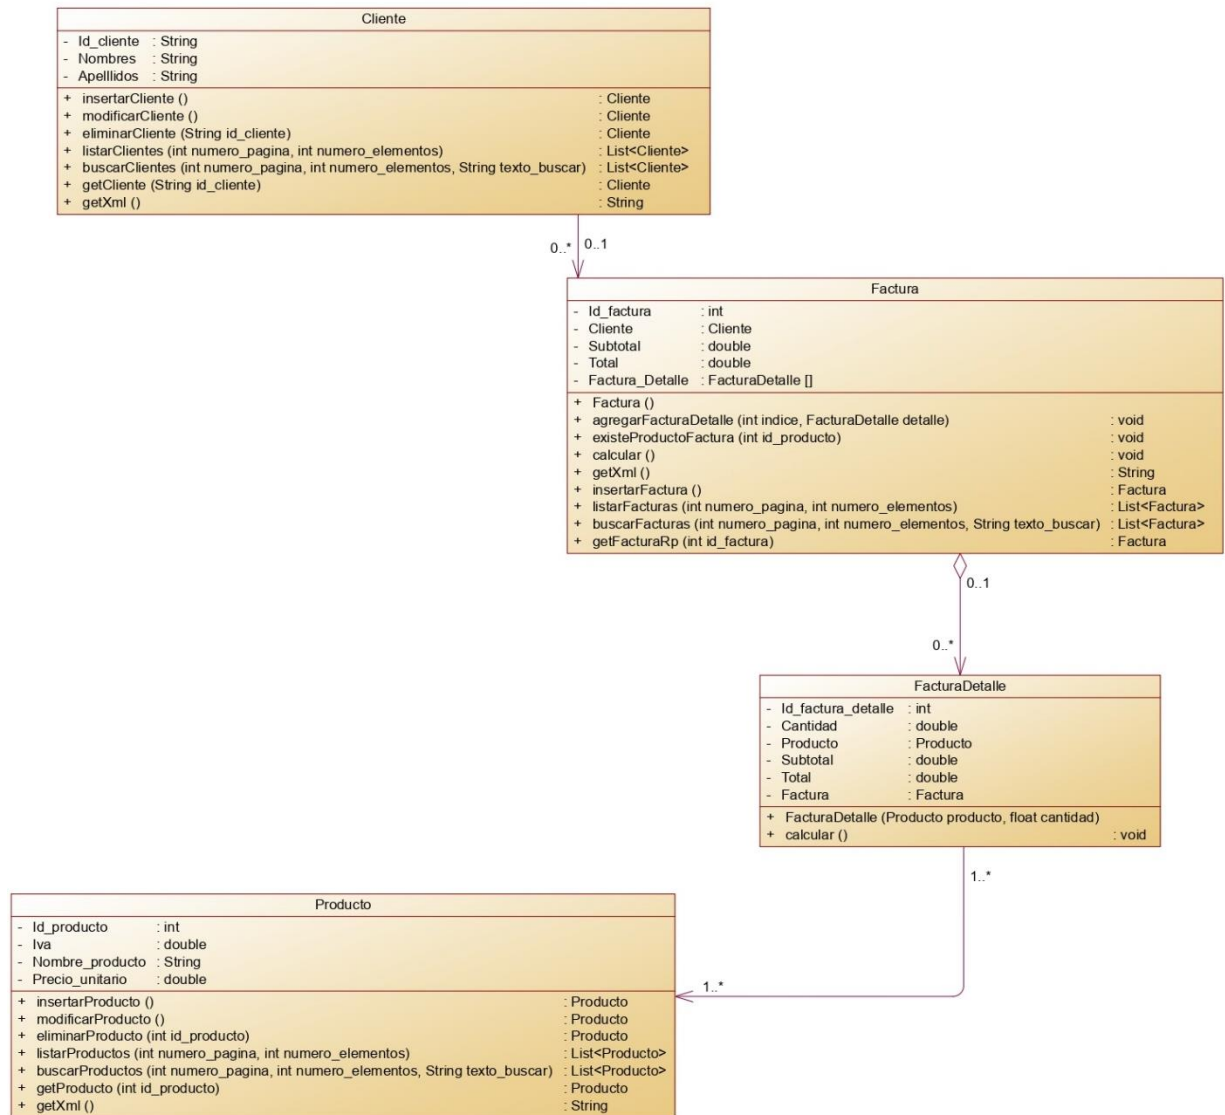 Cliente
- Id_cliente : String
- Nombres : String
- Apelllidos : String
+ insertarCliente () : Cliente
+ modificarCliente () : Cliente
+ eliminarCliente (String id_cliente) : Cliente
+ listarClientes (int numero_pagina, int numero_elementos) : List<Cliente>
+ buscarClientes (int numero_pagina, int numero_elementos, String texto_buscar) : List<Cliente>
+ getCliente (String id_cliente) : Cliente
+ getXml () : String
0..* 0..1
Factura
- Id_factura : int
- Cliente : Cliente
- Subtotal : double
- Total : double
- Factura_Detalle : FacturaDetalle []
+ Factura ()
+ agregarFacturaDetalle (int indice, FacturaDetalle detalle) : void
+ existeProductoFactura (int id_producto) : void
+ calcular () : void
+ getXml () : String
+ insertarFactura () : Factura
+ listarFacturas (int numero_pagina, int numero_elementos) : List<Factura>
+ buscarFacturas (int numero_pagina, int numero_elementos, String texto_buscar) : List<Factura>
+ getFacturaRp (int id_factura) : Factura
0..1
0..*
FacturaDetalle
- Id_factura_detalle : int
- Cantidad : double
- Producto : Producto
- Subtotal : double
- Total : double
- Factura : Factura
+ FacturaDetalle (Producto producto, float cantidad)
+ calcular () : void
1..*
1..*
Producto
- Id_producto : int
- Iva : double
- Nombre_producto : String
- Precio_unitario : double
+ insertarProducto () : Producto
+ modificarProducto () : Producto
+ eliminarProducto (int id_producto) : Producto
+ listarProductos (int numero_pagina, int numero_elementos) : List<Producto>
+ buscarProductos (int numero_pagina, int numero_elementos, String texto_buscar) : List<Producto>
+ getProducto (int id_producto) : Producto
+ getXml () : String